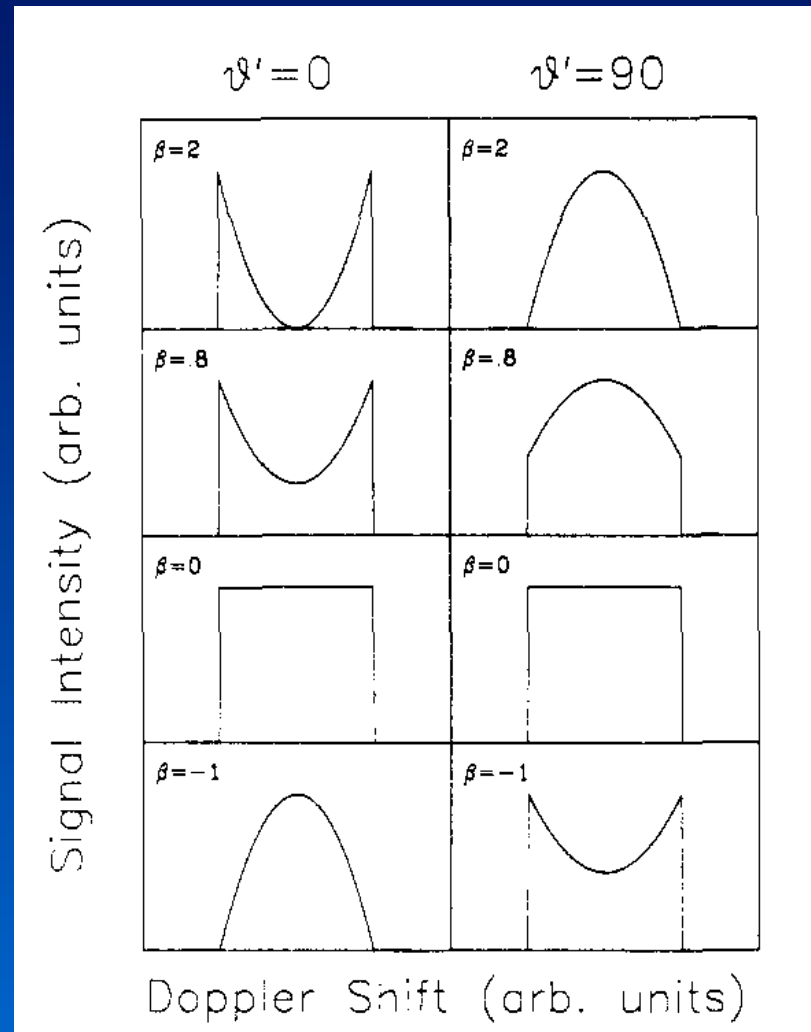 ϑ'=0 ϑ'=90
β=2 β=2
β=.8 β=.8
β=0 β=0
β=-1 β=-1
Signal Intensity (arb. units)
Doppler Shift (arb. units)